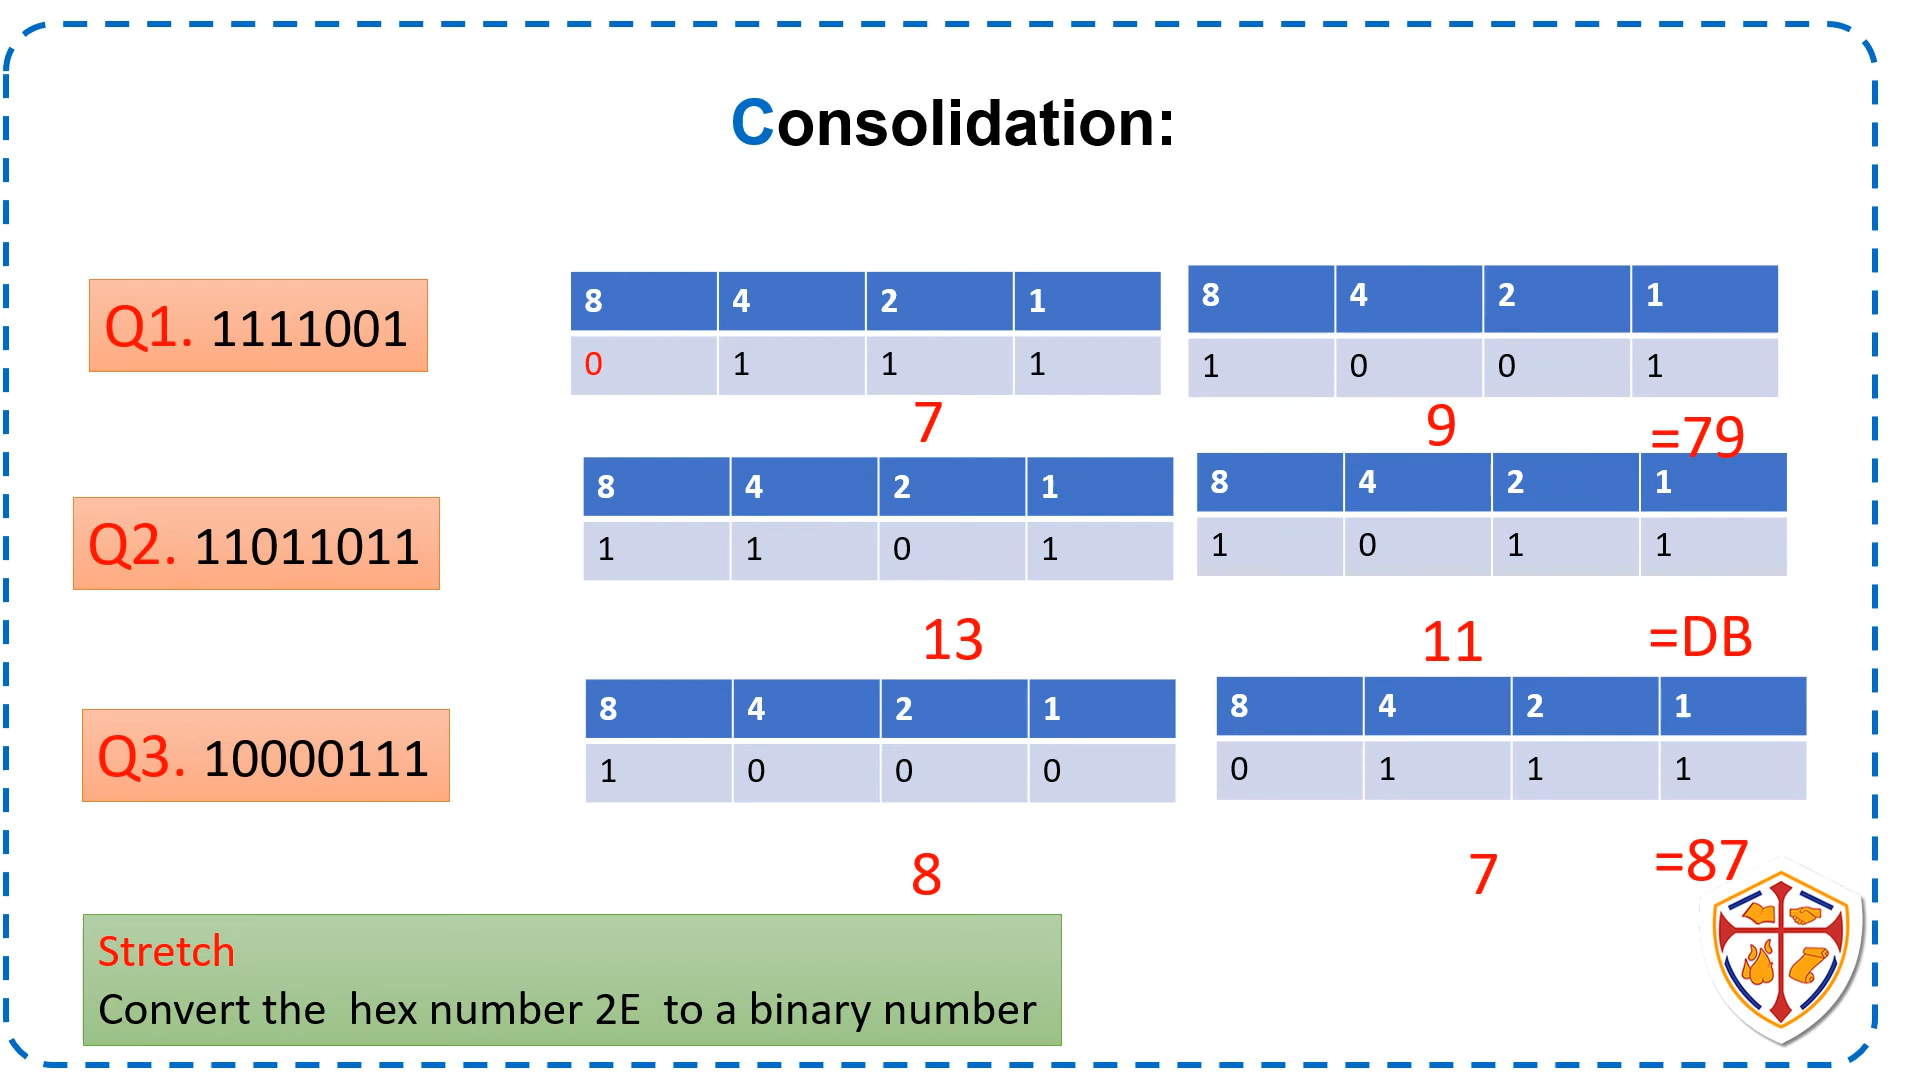 Consolidation:
Q1. 1111001
8 4 2 1
0 1 1 1
8 4 2 1
1 0 0 1
7
9
=79
Q2. 11011011
8 4 2 1
1 1 0 1
8 4 2 1
1 0 1 1
13
11
=DB
Q3. 10000111
8 4 2 1
1 0 0 0
8 4 2 1
0 1 1 1
8
7
=87
Stretch
Convert the hex number 2E to a binary number